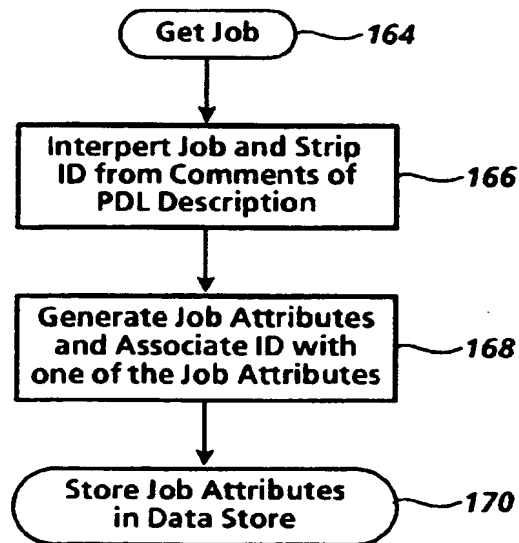 Get Job
164
Interpert Job and Strip
ID from Comments of
PDL Description
166
Generate Job Attributes
and Associate ID with
one of the Job Attributes
168
Store Job Attributes
in Data Store
170